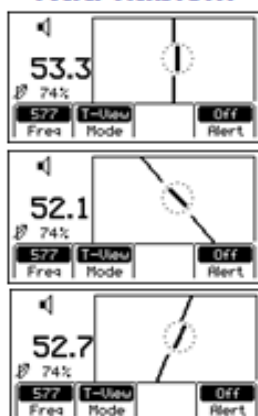 53.3
74%
577 T-View Off
Freq Mode Alert
52.1
74%
577 T-View Off
Freq Mode Alert
52.7
74%
577 T-View Off
Freq Mode Alert